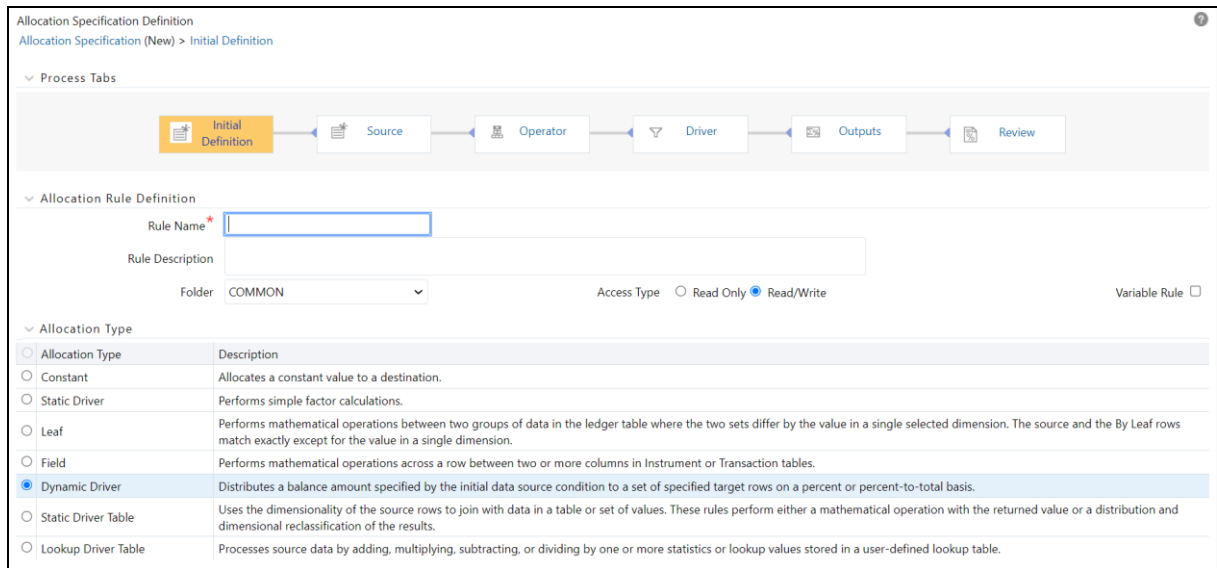 Allocation Specification Definition
?
Allocation Specification (New) > Initial Definition
Process Tabs
Initial
Definition
Source
Operator
Driver
Outputs
Review
Allocation Rule Definition
Rule Name*
Rule Description
Folder COMMON Access Type Read Only Read/Write Variable Rule
Allocation Type
Allocation Type Description
Constant Allocates a constant value to a destination.
Static Driver Performs simple factor calculations.
Leaf Performs mathematical operations between two groups of data in the ledger table where the two sets differ by the value in a single selected dimension. The source and the By Leaf rows
match exactly except for the value in a single dimension.
Field Performs mathematical operations across a row between two or more columns in Instrument or Transaction tables.
Dynamic Driver Distributes a balance amount specified by the initial data source condition to a set of specified target rows on a percent or percent-to-total basis.
Static Driver Table Uses the dimensionality of the source rows to join with data in a table or set of values. These rules perform either a mathematical operation with the returned value or a distribution and
dimensional reclassification of the results.
Lookup Driver Table Processes source data by adding, multiplying, subtracting, or dividing by one or more statistics or lookup values stored in a user-defined lookup table.